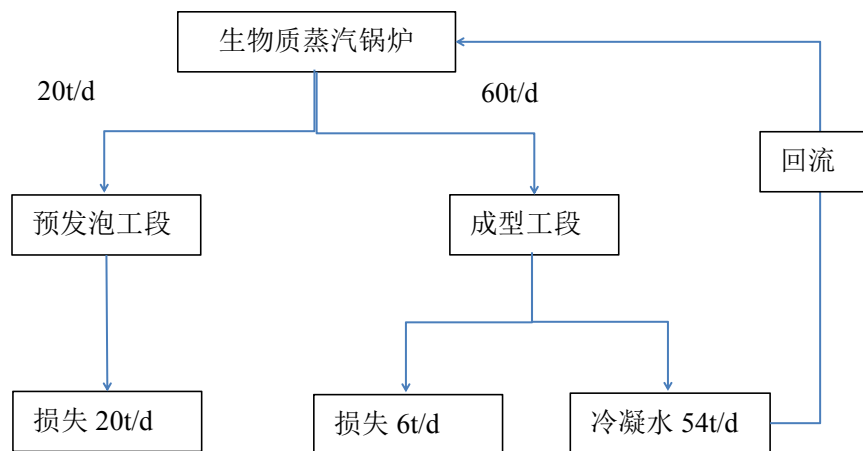 生物质蒸汽锅炉
20t/d
60t/d
回流
预发泡工段
成型工段
损失 20t/d
损失 6t/d
冷凝水 54t/d